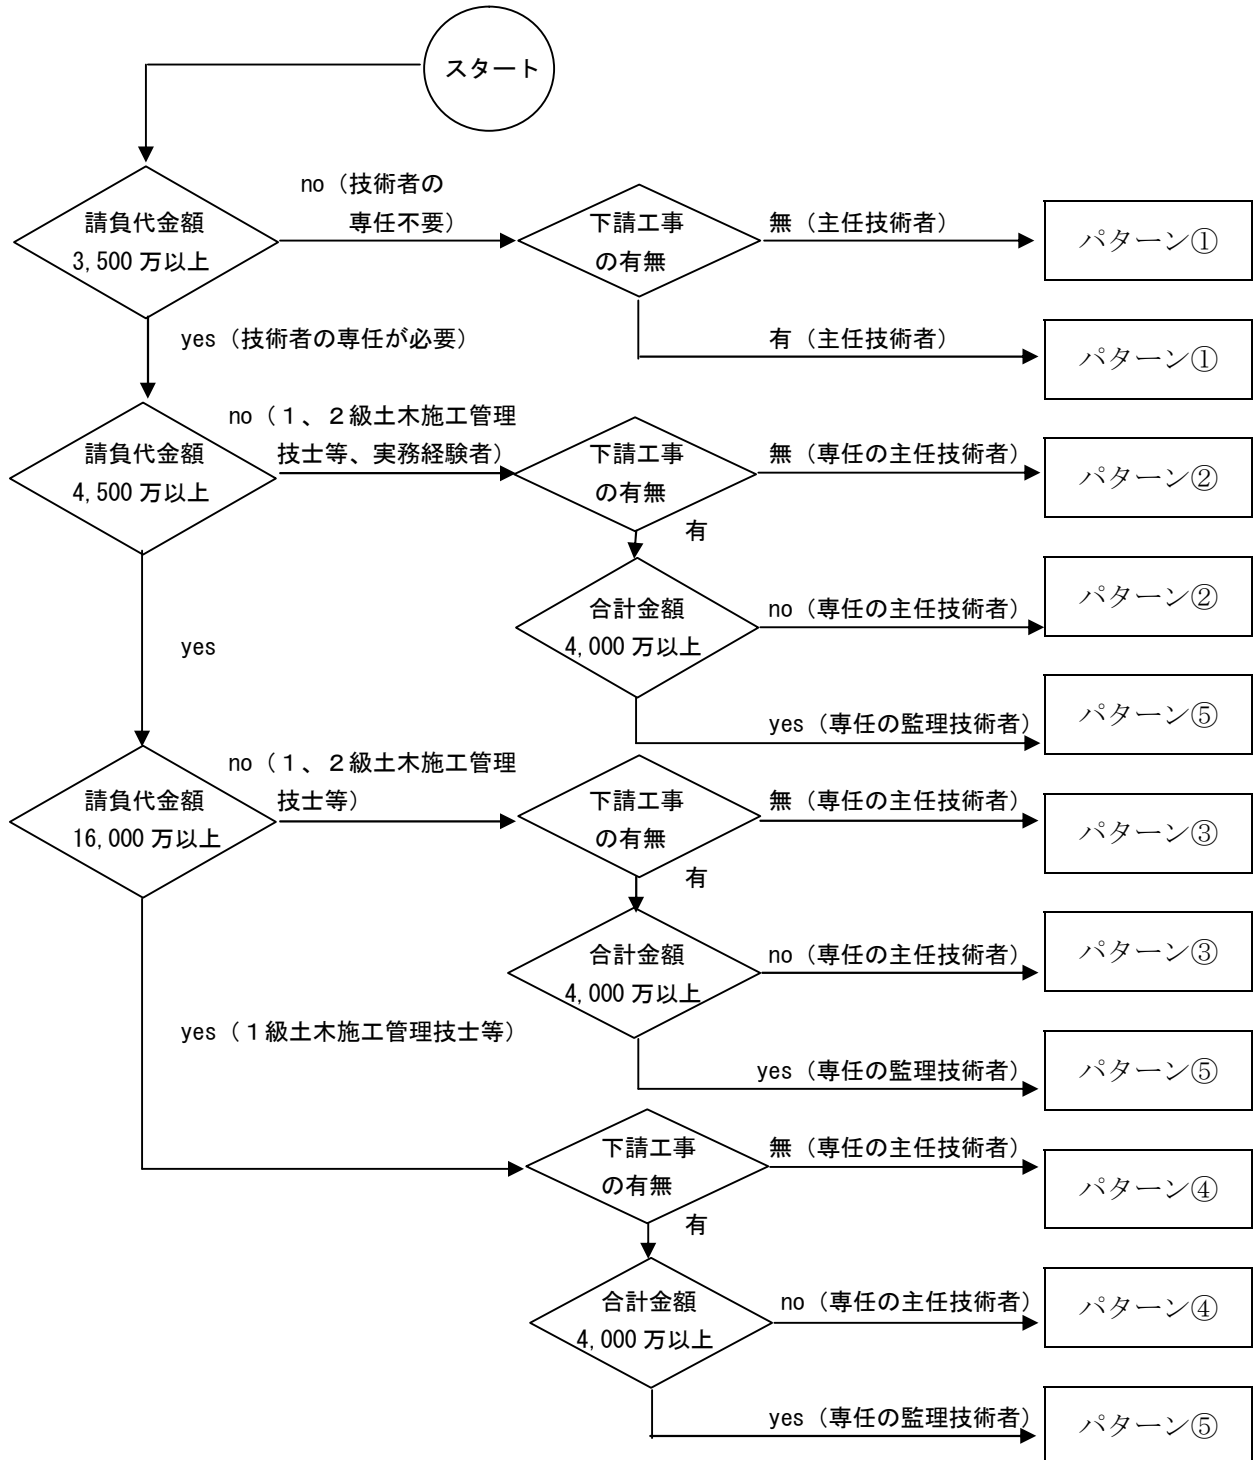 スタート
no（技術者の
専任不要）
請負代金額
3,500 万以上
下請工事
の有無
無（主任技術者）
パターン①
yes（技術者の専任が必要）
有（主任技術者）
パターン①
no（１、２級土木施工管理
技士等、実務経験者）
請負代金額
4,500 万以上
下請工事
の有無
無（専任の主任技術者）
パターン②
有
合計金額
4,000 万以上
no（専任の主任技術者）
パターン②
yes
yes（専任の監理技術者）
パターン⑤
no（１、２級土木施工管理
技士等）
請負代金額
16,000 万以上
下請工事
の有無
無（専任の主任技術者）
パターン③
有
合計金額
4,000 万以上
no（専任の主任技術者）
パターン③
yes（１級土木施工管理技士等）
yes（専任の監理技術者）
パターン⑤
下請工事
の有無
無（専任の主任技術者）
パターン④
有
合計金額
4,000 万以上
no（専任の主任技術者）
パターン④
yes（専任の監理技術者）
パターン⑤